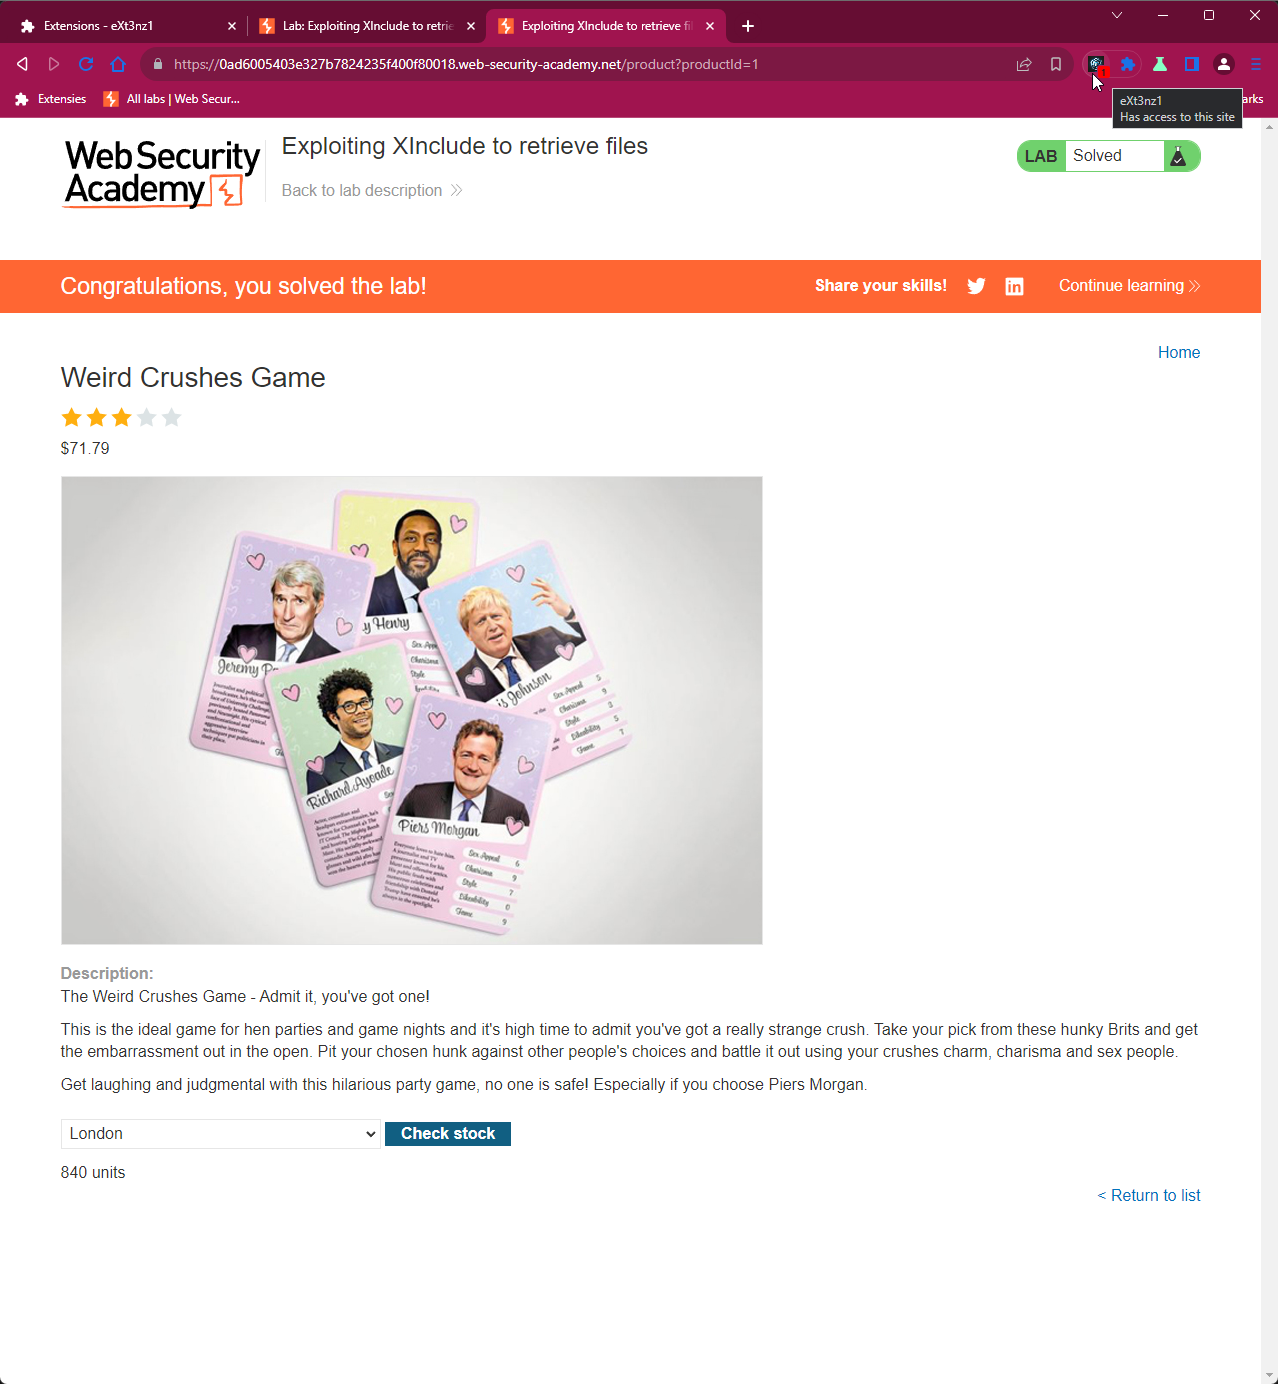 Extensions - eXt3nz1
Lab: Exploiting XInclude to retrie
Exploiting XInclude to retrieve fi
https://0ad6005403e327b7824235f400f80018.web-security-academy.net/product?productId=1
Extensies
All labs | Web Secur...
arks
eXt3nz1
Has access to this site
Web Security
Academy
Exploiting XInclude to retrieve files
Back to lab description
LAB
Solved
Congratulations, you solved the lab!
Share your skills!
Continue learning
Home
Weird Crushes Game
$71.79
y Henry
Jeremy
Johnson
Richard Ayoade
Piers Morgan
Sex Appeal 6
Charisma 9
Style 7
Likeability 0
Fame 9
Description:
The Weird Crushes Game - Admit it, you've got one!
This is the ideal game for hen parties and game nights and it's high time to admit you've got a really strange crush. Take your pick from these hunky Brits and get
the embarrassment out in the open. Pit your chosen hunk against other people's choices and battle it out using your crushes charm, charisma and sex people.
Get laughing and judgmental with this hilarious party game, no one is safe! Especially if you choose Piers Morgan.
London
Check stock
840 units
< Return to list